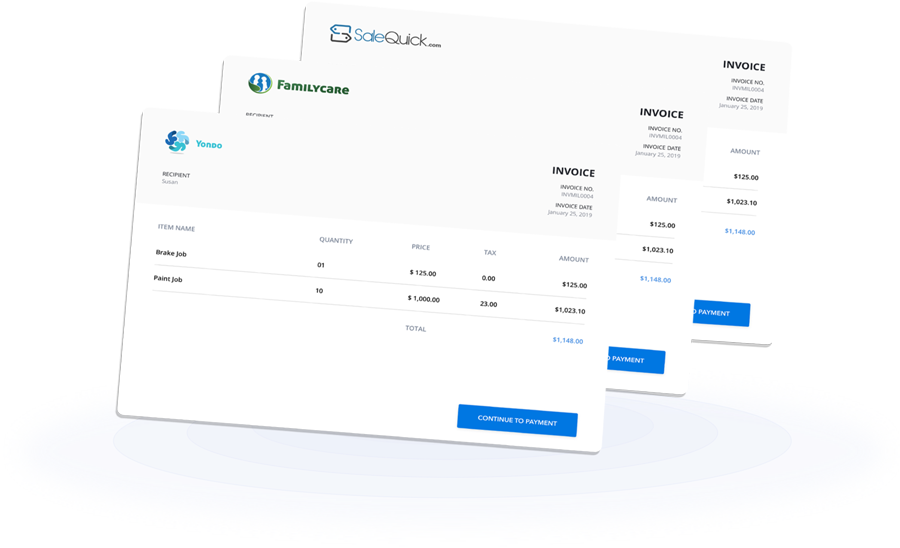 SaleQuick.com
INVOICE
INVOICE NO.
INVMIL0004
INVOICE DATE
January 25, 2019
AMOUNT
$125.00
$1,023.10
$1,148.00
O PAYMENT
Familycare
RECIPIENT
INVOICE
INVOICE NO.
INVMIL0004
INVOICE DATE
January 25, 2019
AMOUNT
$125.00
$1,023.10
$1,148.00
O PAYMENT
Yondo
INVOICE
RECIPIENT
Susan
INVOICE NO.
INVMIL0004
INVOICE DATE
January 25, 2019
ITEM NAME QUANTITY PRICE TAX AMOUNT
Brake Job 01 $ 125.00 0.00 $125.00
Paint Job 10 $ 1,000.00 23.00 $1,023.10
TOTAL $1,148.00
CONTINUE TO PAYMENT